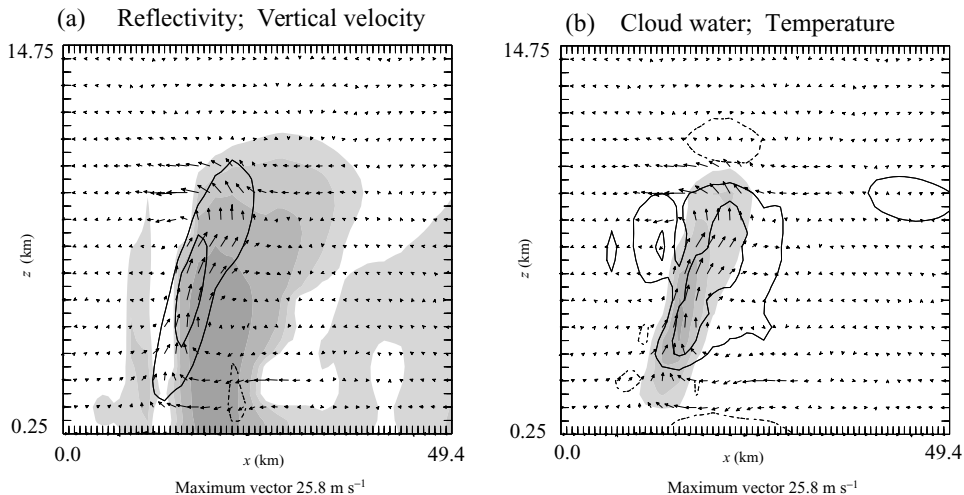 (a) Reflectivity; Vertical velocity
14.75
z (km)
0.25
0.0
x (km)
49.4
Maximum vector 25.8 m s⁻¹
(b) Cloud water; Temperature
14.75
z (km)
0.25
0.0
x (km)
49.4
Maximum vector 25.8 m s⁻¹